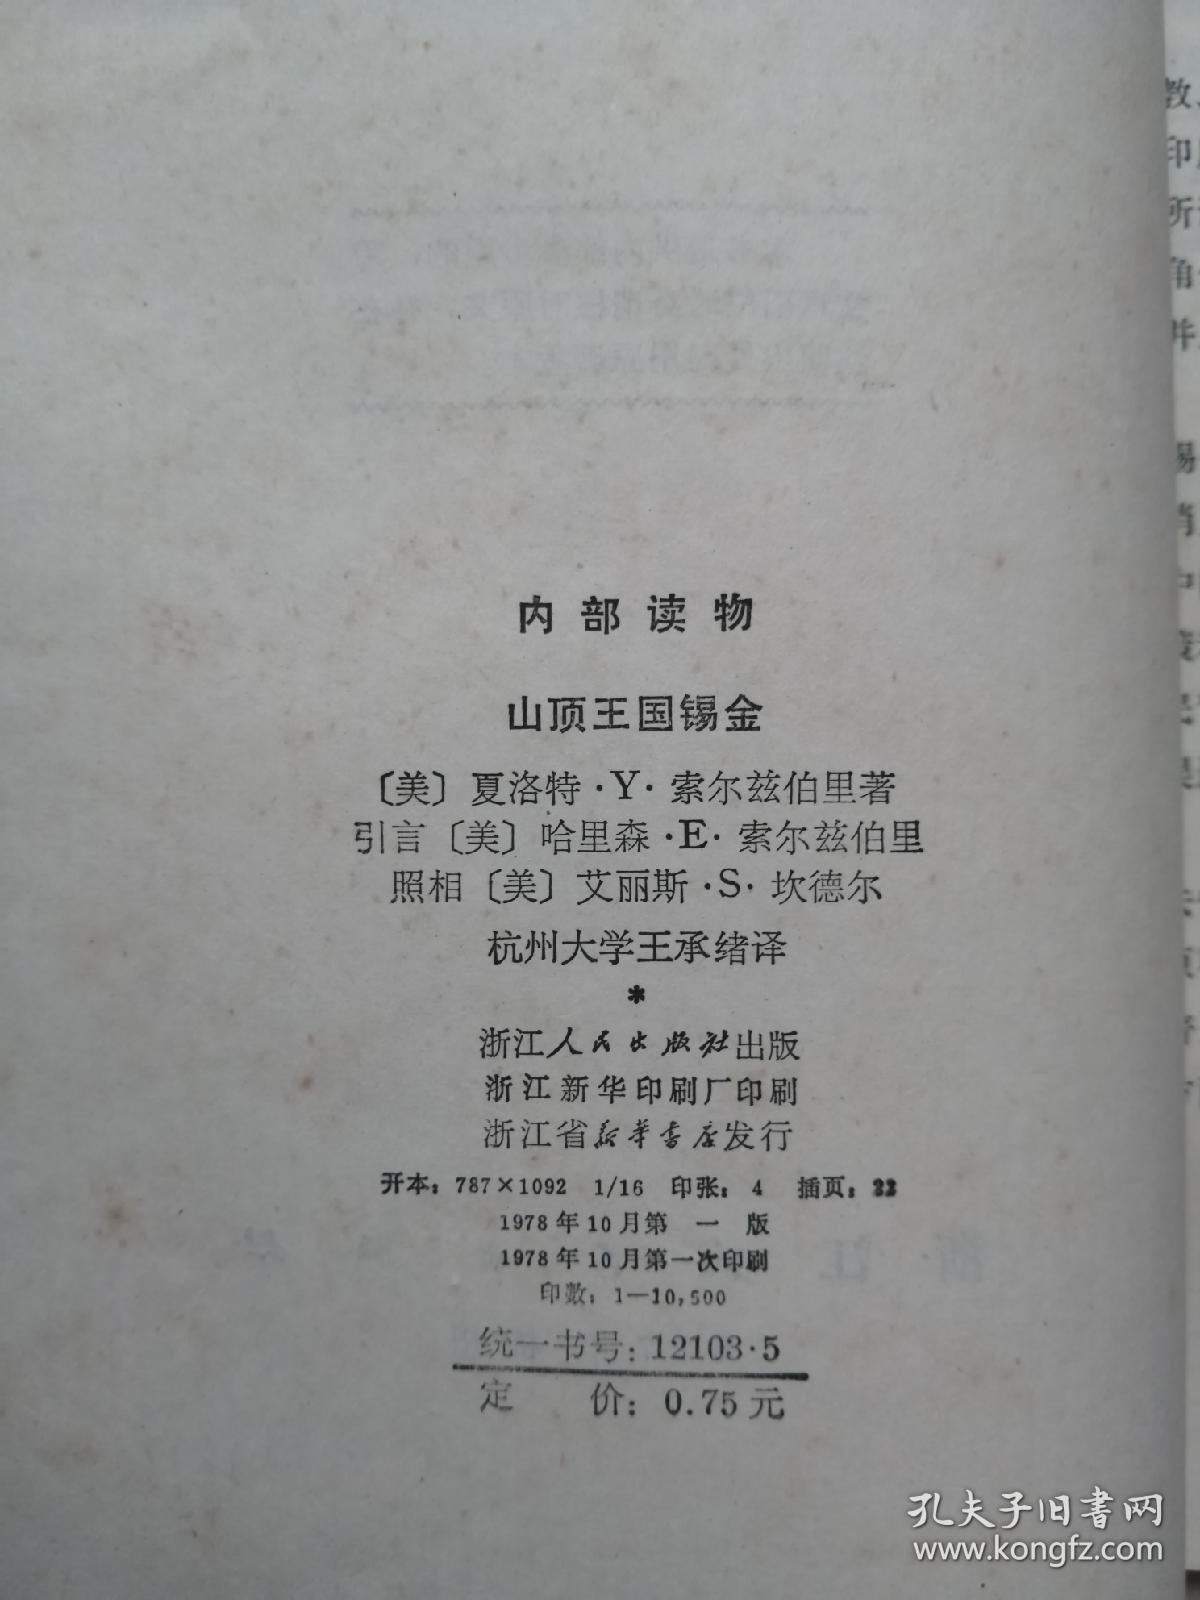 内部读物
山顶王国锡金
〔美〕夏洛特·Y·索尔兹伯里著
引言〔美〕哈里森·E·索尔兹伯里
照相〔美〕艾丽斯·S·坎德尔
杭州大学王承绪译
*
浙江人民出版社出版
浙江新华印刷厂印刷
浙江省新华书店发行
开本：787×1092 1/16 印张：4 插页：22
1978年10月第一版
1978年10月第一次印刷
印数：1—10,500
统一书号：12103·5
定 价：0.75元
教、
印
所
角
并
孔夫子旧书网
www.kongfz.com